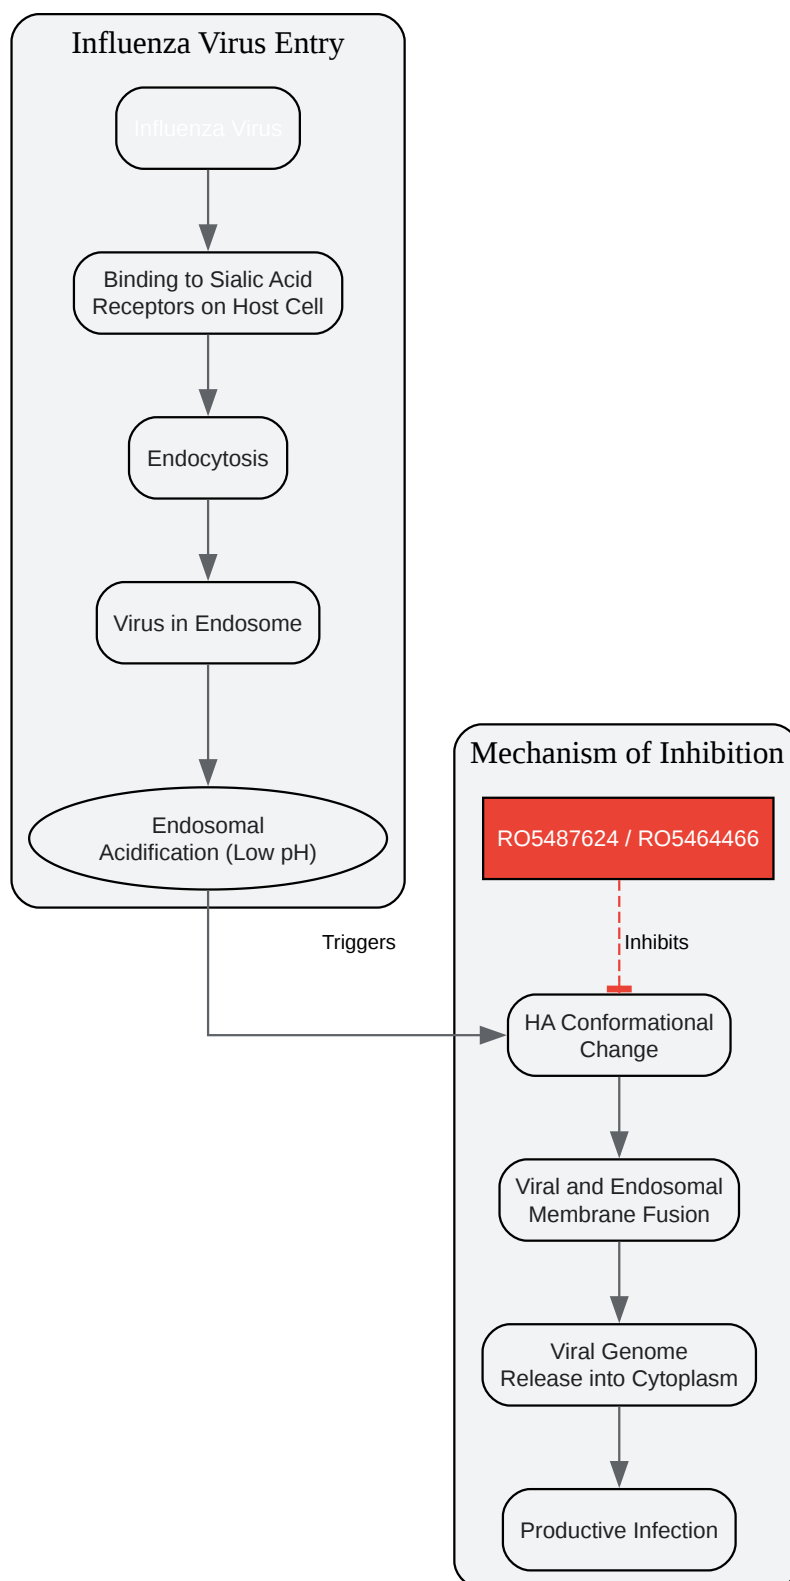 Influenza Virus Entry
Influenza Virus
Binding to Sialic Acid
Receptors on Host Cell
Endocytosis
Virus in Endosome
Endosomal
Acidification (Low pH)
Triggers
Mechanism of Inhibition
RO5487624 / RO5464466
Inhibits
HA Conformational
Change
Viral and Endosomal
Membrane Fusion
Viral Genome
Release into Cytoplasm
Productive Infection